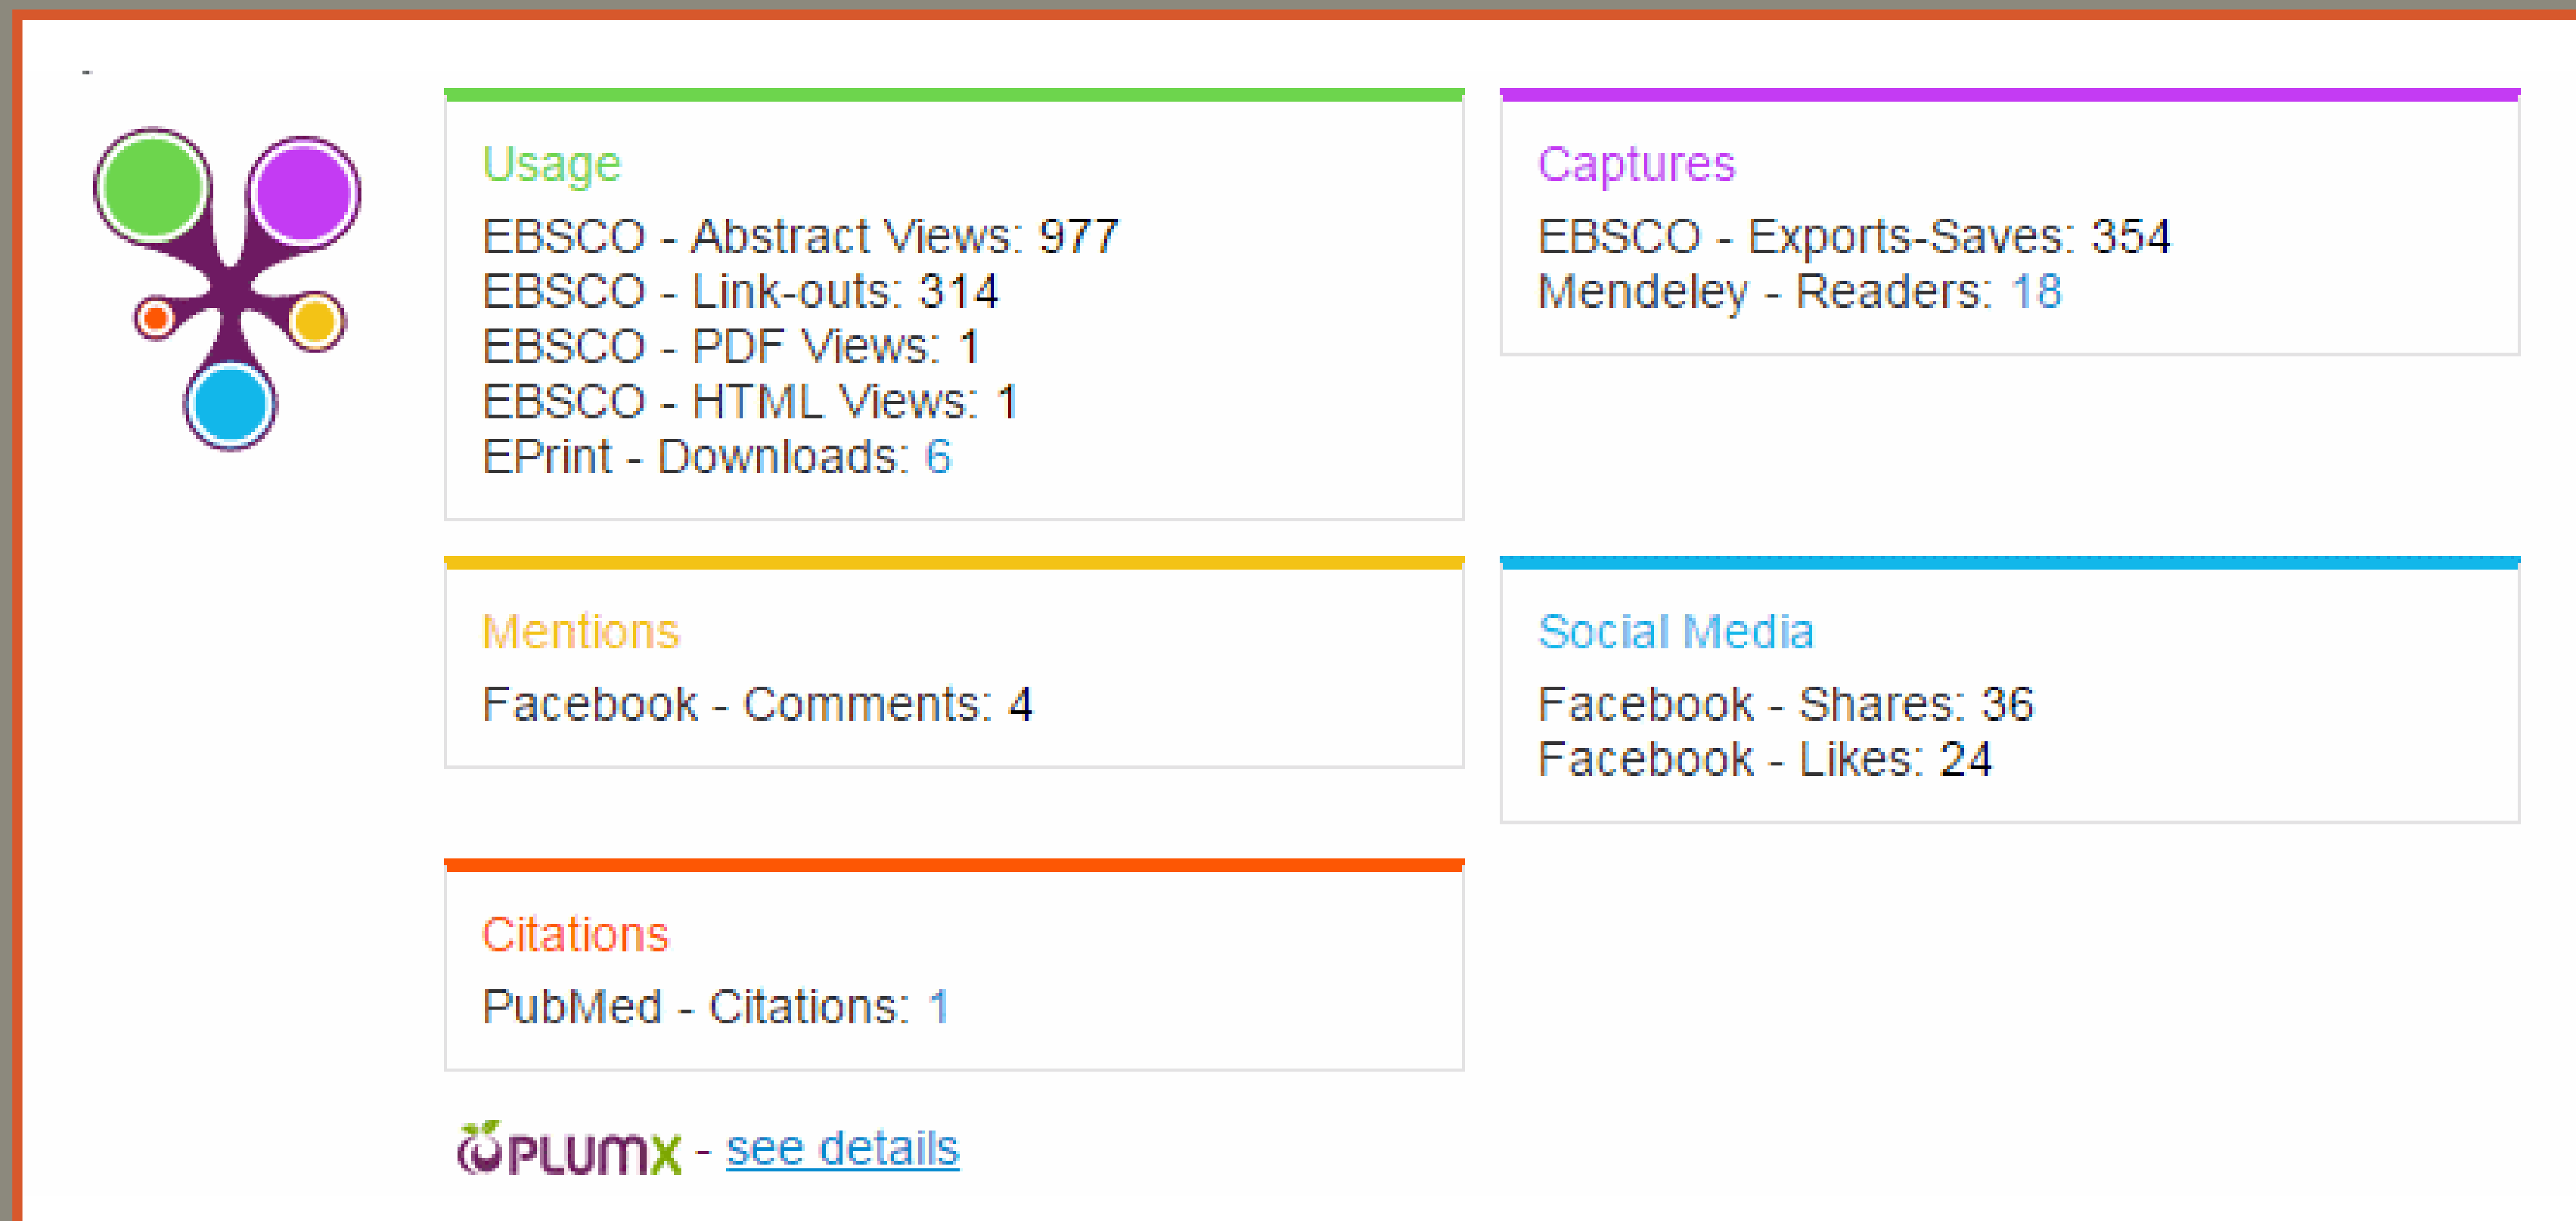 Usage
EBSCO - Abstract Views: 977
EBSCO - Link-outs: 314
EBSCO - PDF Views: 1
EBSCO - HTML Views: 1
EPrint - Downloads: 6
Captures
EBSCO - Exports-Saves: 354
Mendeley - Readers: 18
Mentions
Facebook - Comments: 4
Social Media
Facebook - Shares: 36
Facebook - Likes: 24
Citations
PubMed - Citations: 1
PLUMX - see details